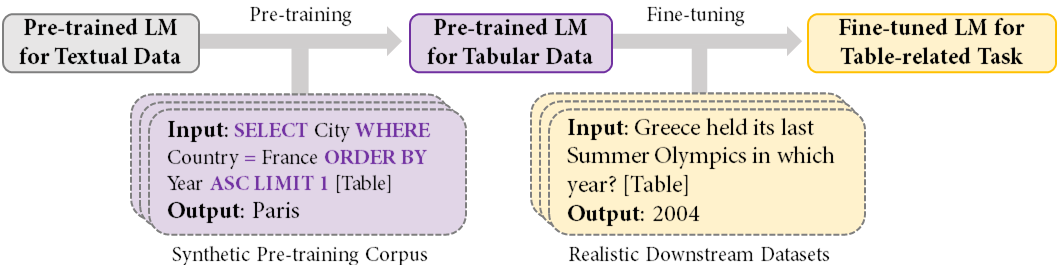 Pre-trained LM
for Textual Data
Pre-training
Pre-trained LM
for Tabular Data
Fine-tuning
Fine-tuned LM for
Table-related Task
Input: SELECT City WHERE
Country = France ORDER BY
Year ASC LIMIT 1 [Table]
Output: Paris
Synthetic Pre-training Corpus
Input: Greece held its last
Summer Olympics in which
year? [Table]
Output: 2004
Realistic Downstream Datasets